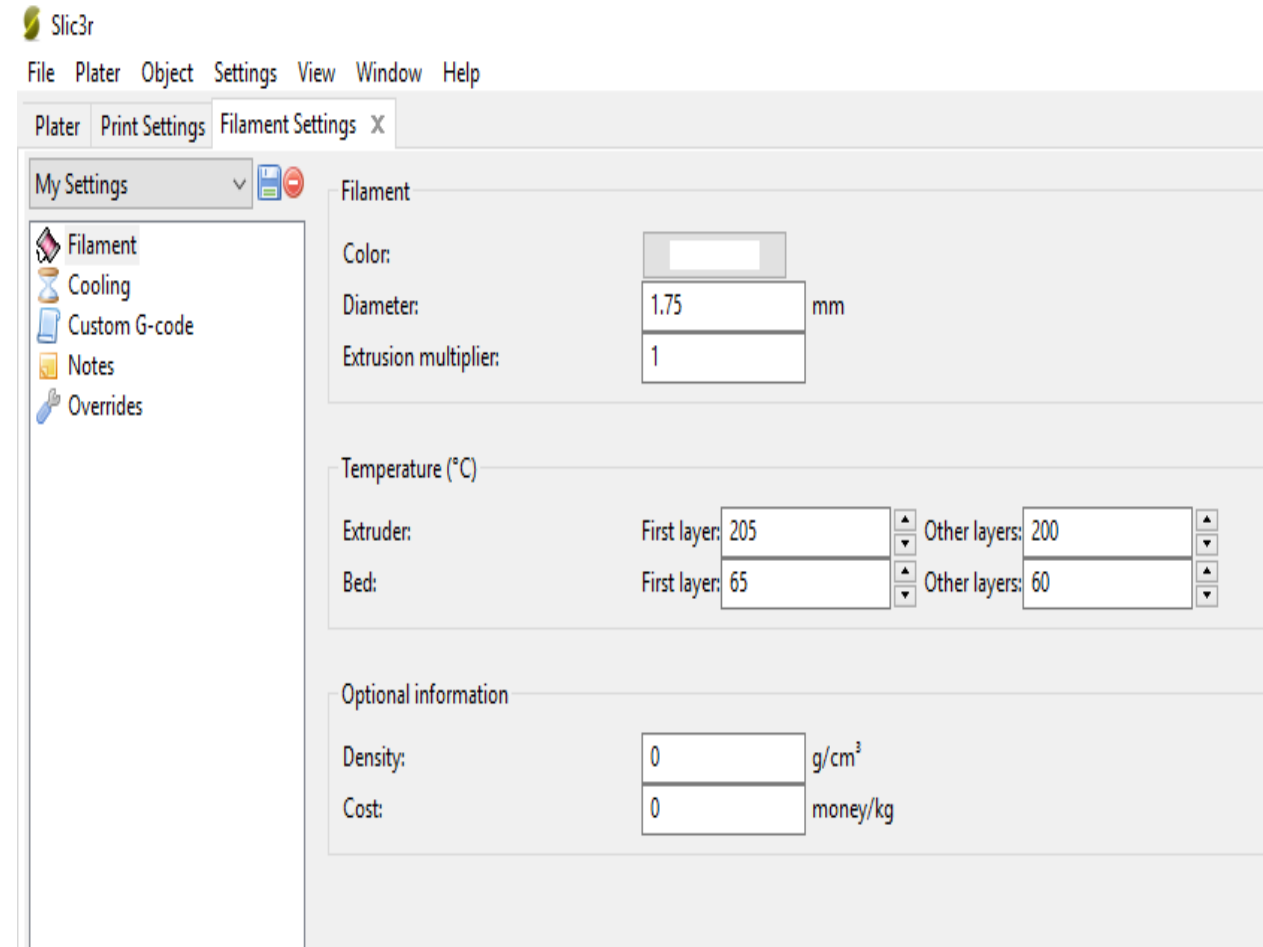 Slic3r
File Plater Object Settings View Window Help
Plater Print Settings Filament Settings X
My Settings
Filament
Cooling
Custom G-code
Notes
Overrides
Filament
Color:
Diameter: 1.75 mm
Extrusion multiplier: 1
Temperature (°C)
Extruder: First layer: 205 Other layers: 200
Bed: First layer: 65 Other layers: 60
Optional information
Density: 0 g/cm³
Cost: 0 money/kg